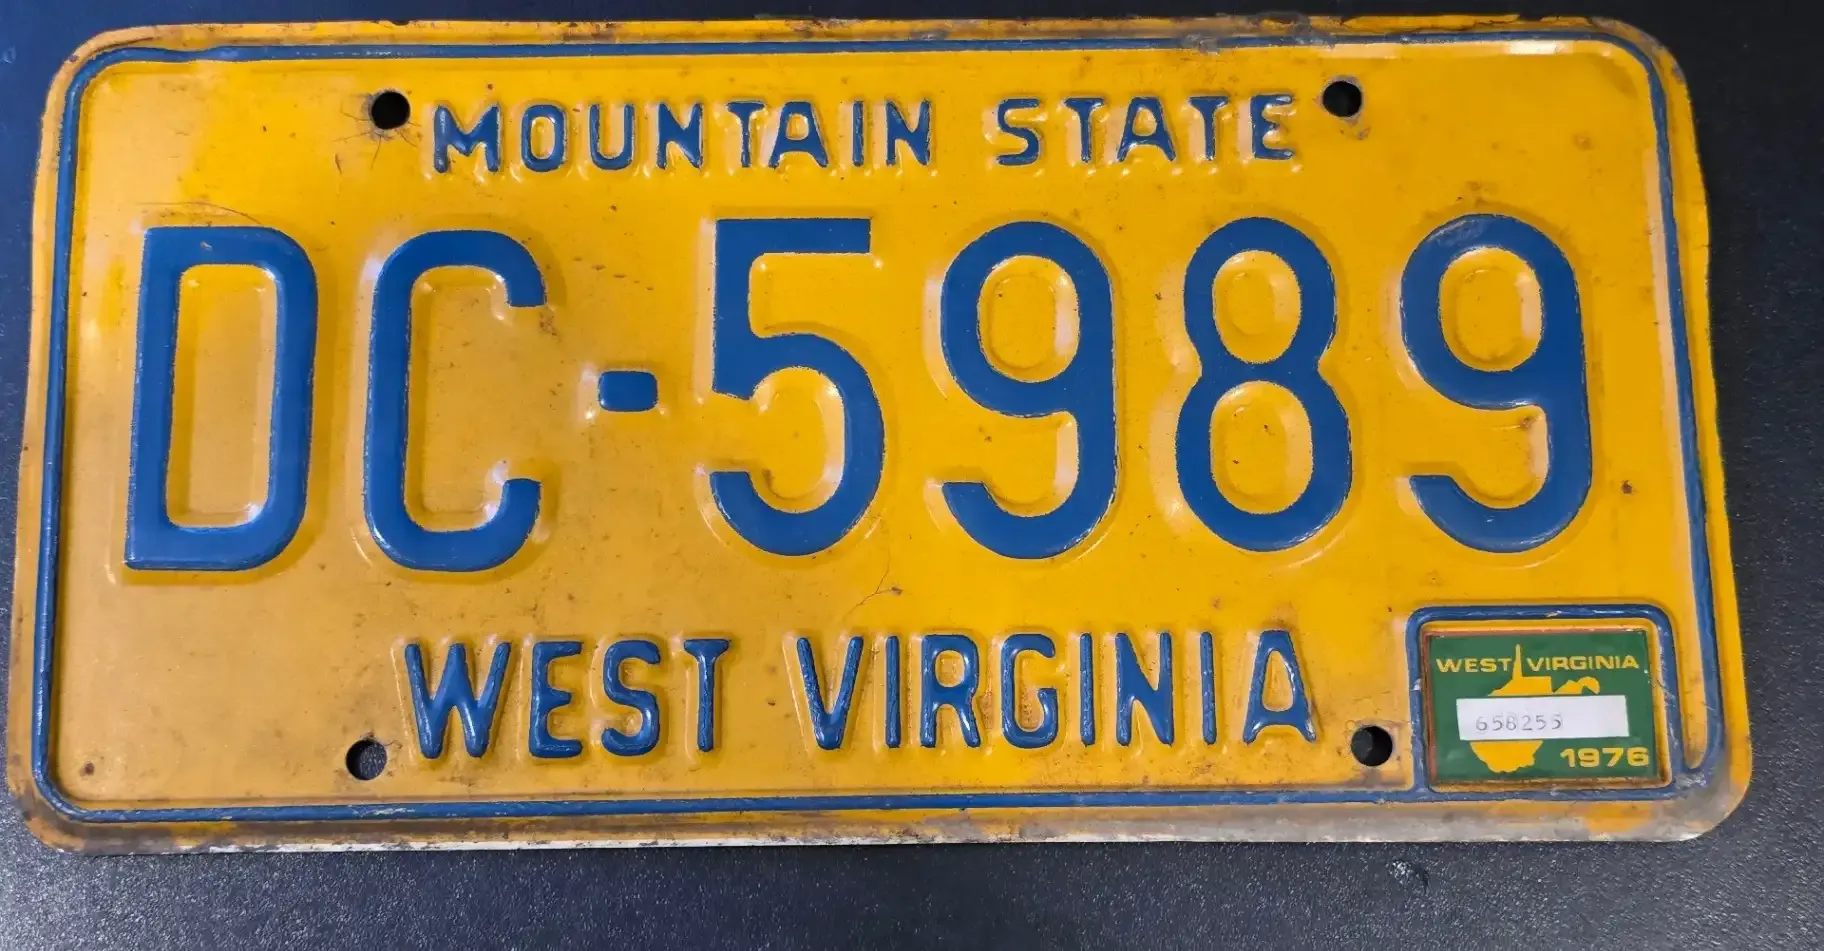 MOUNTAIN STATE
DC-5989
WEST VIRGINIA
WEST VIRGINIA
658255
1976